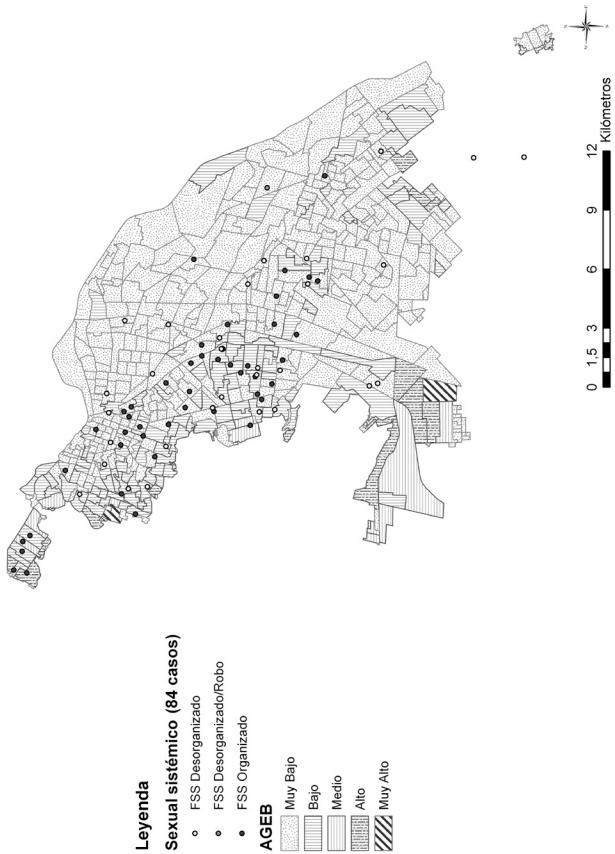 Leyenda
Sexual sistémico (84 casos)
FSS Desorganizado
FSS Desorganizado/Robo
FSS Organizado
AGEB
Muy Bajo
Bajo
Medio
Alto
Muy Alto
0 1.5 3 6 9 12
Kilómetros